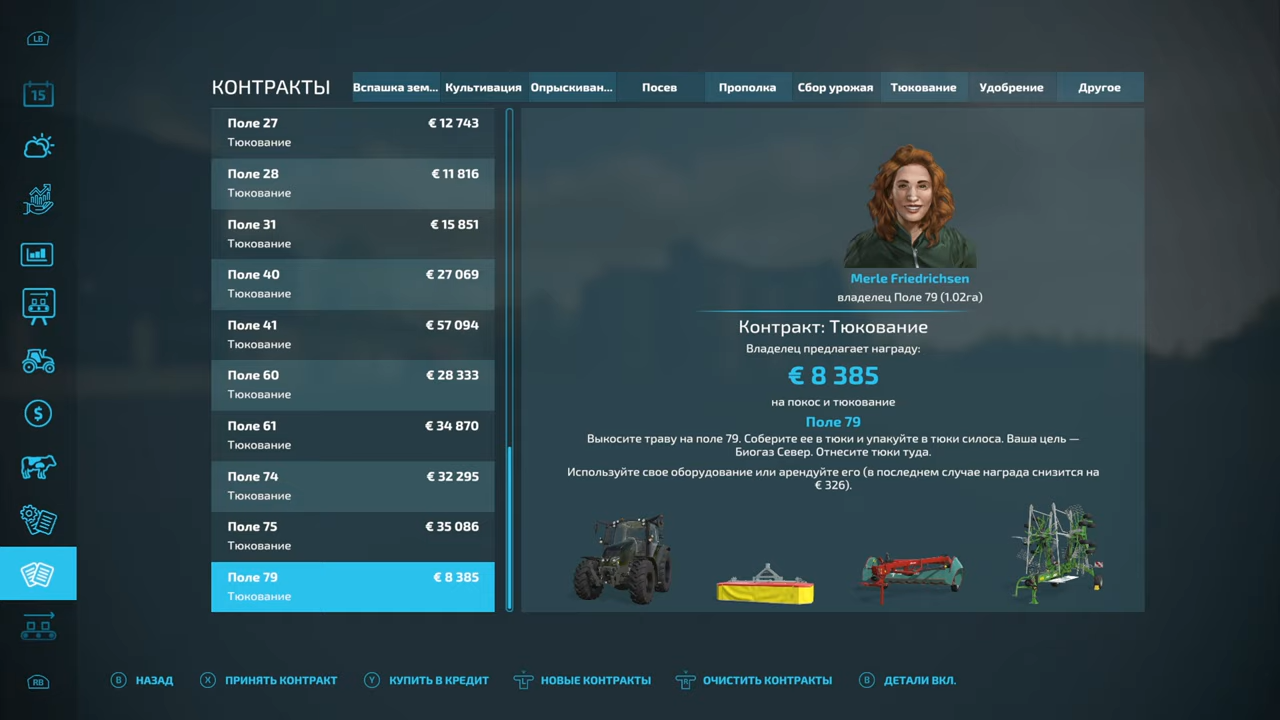 LB
15
КОНТРАКТЫ
Вспашка зем...
Культивация
Опрыскиван...
Посев
Прополка
Сбор урожая
Тюкование
Удобрение
Другое
Поле 27 € 12 743
Тюкование
Поле 28 € 11 816
Тюкование
Поле 31 € 15 851
Тюкование
Поле 40 € 27 069
Тюкование
Поле 41 € 57 094
Тюкование
Поле 60 € 28 333
Тюкование
Поле 61 € 34 870
Тюкование
Поле 74 € 32 295
Тюкование
Поле 75 € 35 086
Тюкование
Поле 79 € 8 385
Тюкование
Merle Friedrichsen
владелец Поле 79 (1.02га)
Контракт: Тюкование
Владелец предлагает награду:
€ 8 385
на покос и тюкование
Поле 79
Выкосите траву на поле 79. Соберите ее в тюки и упакуйте в тюки силоса. Ваша цель —
Биогаз Север. Отнесите тюки туда.
Используйте свое оборудование или арендуйте его (в последнем случае награда снизится на
€ 326).
RB
B НАЗАД
X ПРИНЯТЬ КОНТРАКТ
Y КУПИТЬ В КРЕДИТ
L НОВЫЕ КОНТРАКТЫ
R ОЧИСТИТЬ КОНТРАКТЫ
B ДЕТАЛИ ВКЛ.